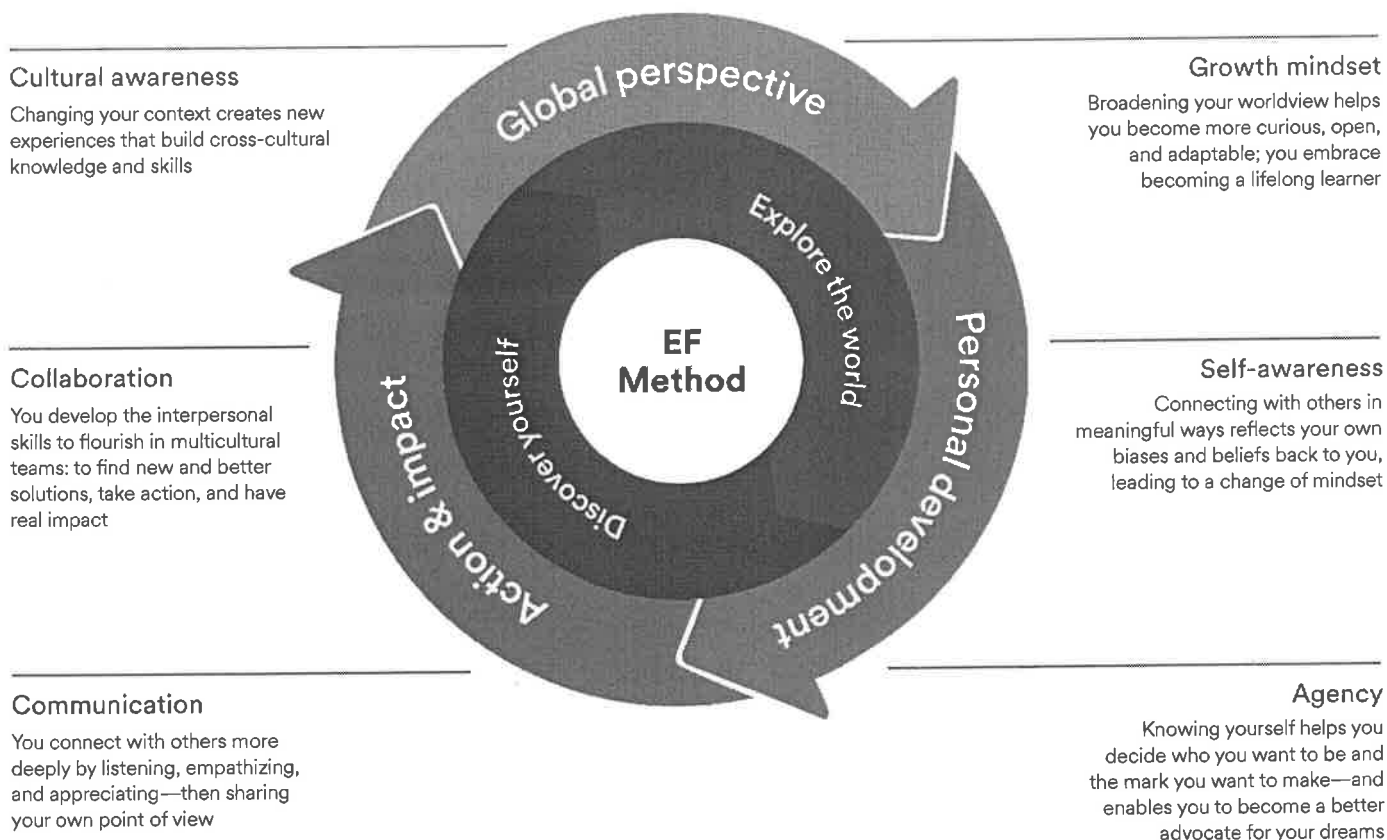 Cultural awareness
Changing your context creates new
experiences that build cross-cultural
knowledge and skills
Global perspective
Growth mindset
Broadening your worldview helps
you become more curious, open,
and adaptable; you embrace
becoming a lifelong learner
Explore the world
EF
Method
Discover yourself
Collaboration
You develop the interpersonal
skills to flourish in multicultural
teams: to find new and better
solutions, take action, and have
real impact
Action & impact
Personal development
Self-awareness
Connecting with others in
meaningful ways reflects your own
biases and beliefs back to you,
leading to a change of mindset
Communication
You connect with others more
deeply by listening, empathizing,
and appreciating—then sharing
your own point of view
Agency
Knowing yourself helps you
decide who you want to be and
the mark you want to make—and
enables you to become a better
advocate for your dreams